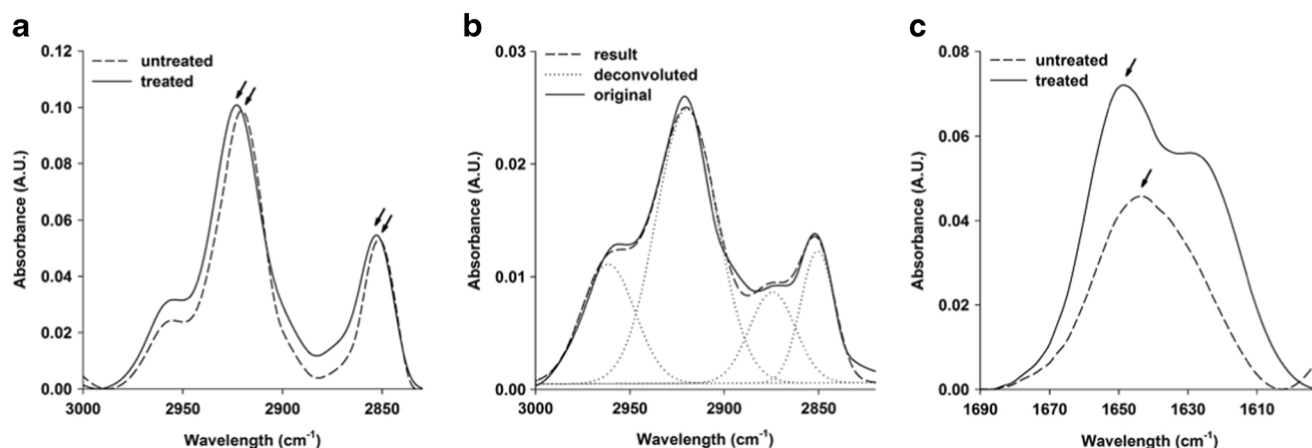 a
0.12
0.10
0.08
0.06
0.04
0.02
0.00
Absorbance (A.U.)
untreated
treated
3000 2950 2900 2850
Wavelength (cm⁻¹)
b
0.03
0.02
0.01
0.00
Absorbance (A.U.)
result
deconvoluted
original
3000 2950 2900 2850
Wavelength (cm⁻¹)
c
0.08
0.06
0.04
0.02
0.00
Absorbance (A.U.)
untreated
treated
1690 1670 1650 1630 1610
Wavelength (cm⁻¹)